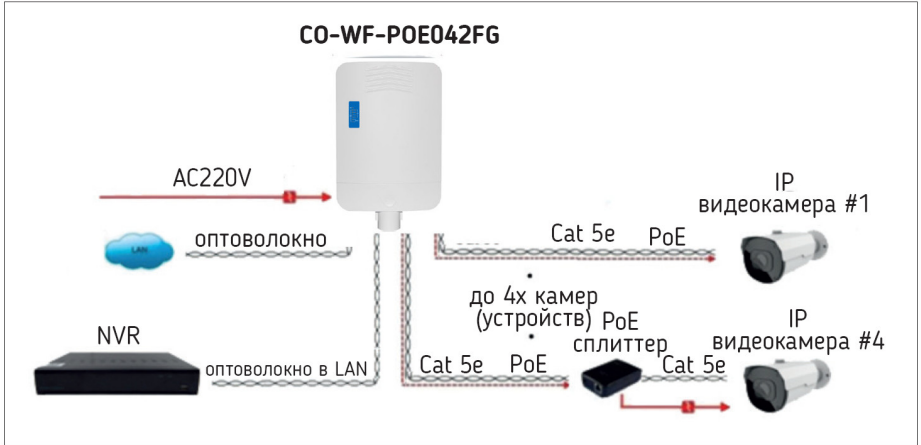 CO-WF-POE042FG
AC220V
LAN
оптоволокно
IP
видеокамера #1
Cat 5e
PoE
до 4х камер
(устройств)
PoE
сплиттер
NVR
оптоволокно в LAN
Cat 5e
PoE
Cat 5e
IP
видеокамера #4